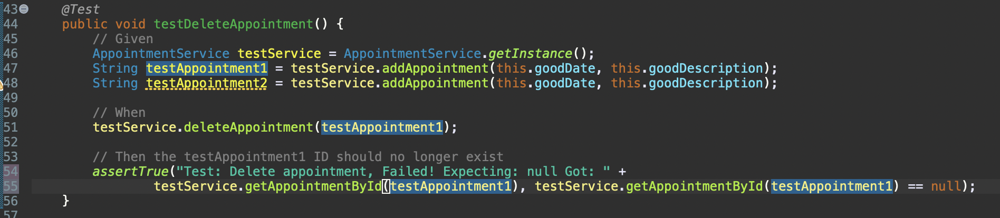 43 @Test
44 public void testDeleteAppointment() {
45 // Given
46 AppointmentService testService = AppointmentService.getInstance();
47 String testAppointment1 = testService.addAppointment(this.goodDate, this.goodDescription);
48 String testAppointment2 = testService.addAppointment(this.goodDate, this.goodDescription);
49
50 // When
51 testService.deleteAppointment(testAppointment1);
52
53 // Then the testAppointment1 ID should no longer exist
54 assertTrue("Test: Delete appointment, Failed! Expecting: null Got: " +
55 testService.getAppointmentById(testAppointment1), testService.getAppointmentById(testAppointment1) == null);
56 }
57